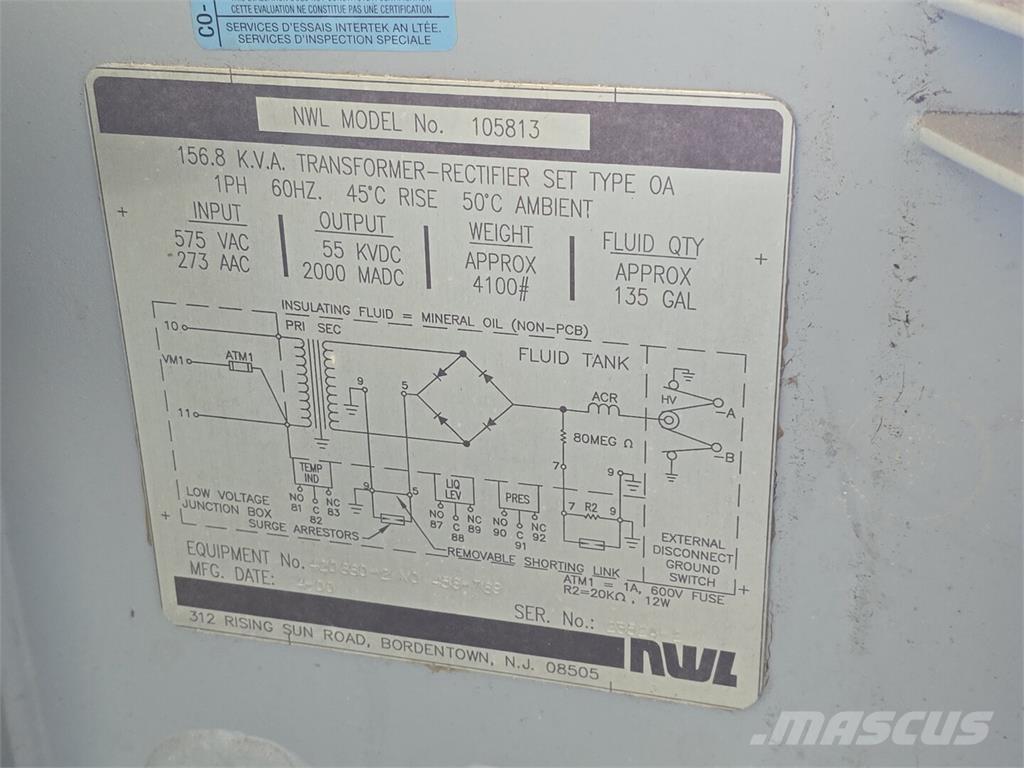 CETTE EVALUATION NE CONSTITUE PAS UNE CERTIFICATION
CO-
SERVICES D'ESSAIS INTERTEK AN LTÉE.
SERVICES D'INSPECTION SPECIALE
NWL MODEL No. 105813
156.8 K.V.A. TRANSFORMER-RECTIFIER SET TYPE OA
1PH 60HZ. 45°C RISE 50°C AMBIENT
INPUT OUTPUT WEIGHT FLUID QTY
575 VAC 55 KVDC APPROX APPROX
273 AAC 2000 MADC 4100# 135 GAL
INSULATING FLUID = MINERAL OIL (NON-PCB)
10 PRI SEC FLUID TANK
VM1 ATM1
11
9 5
ACR
HV
-A
-B
80MEG Ω
7 9
TEMP IND
NO 81
C 82
NC 83
9 5
LIQ LEV
NO 87
C 88
NC 89
PRES
NO 90
C 91
NC 92
7 R2 9
LOW VOLTAGE
JUNCTION BOX
SURGE ARRESTORS
REMOVABLE SHORTING LINK
EXTERNAL
DISCONNECT
GROUND
SWITCH
ATM1 = 1A, 600V FUSE
R2=20KΩ, 12W
EQUIPMENT No.
MFG. DATE:
SER. No.:
312 RISING SUN ROAD, BORDENTOWN, N.J. 08505
NWL
MASCUS